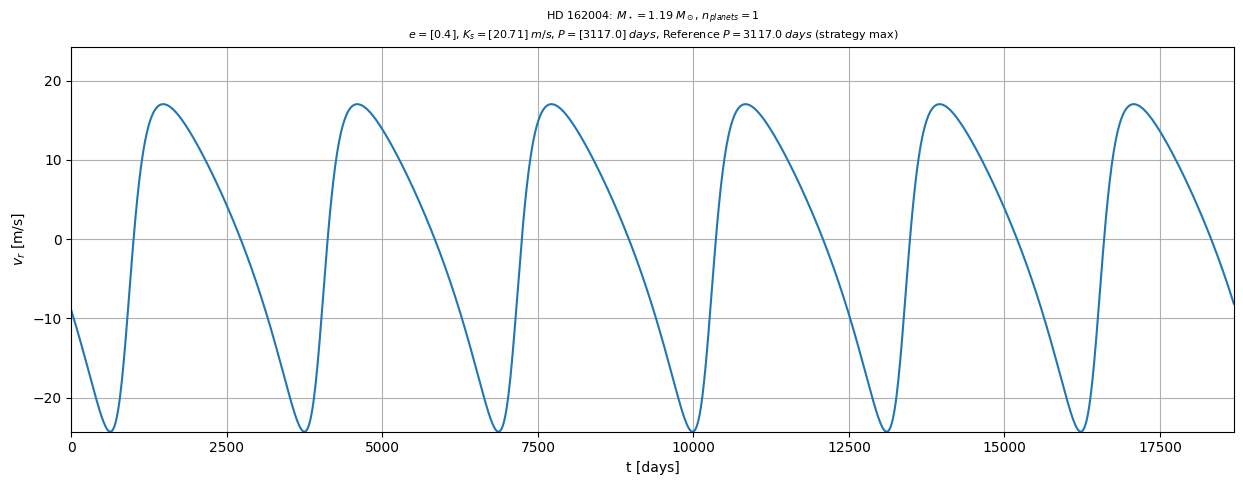 HD 162004: M⋆ = 1.19 M⊙, n_planets = 1
e = [0.4], Ks = [20.71] m/s, P = [3117.0] days, Reference P = 3117.0 days (strategy max)
20
10
0
−10
−20
vr [m/s]
0 2500 5000 7500 10000 12500 15000 17500
t [days]